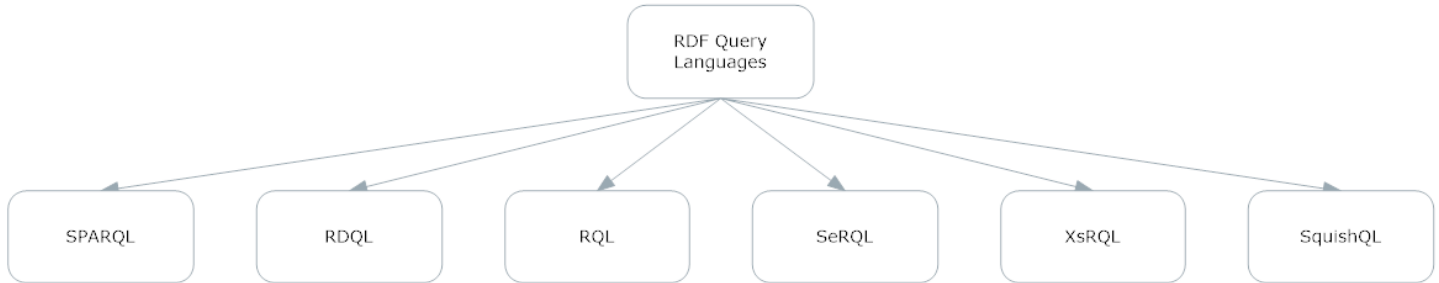 RDF Query
Languages
SPARQL
RDQL
RQL
SeRQL
XsRQL
SquishQL